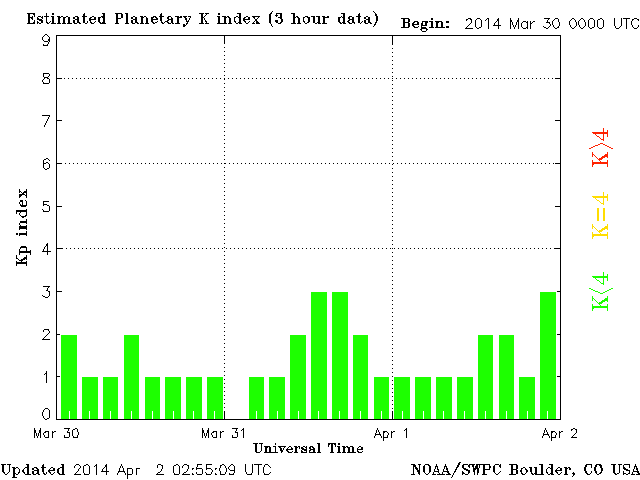 Estimated Planetary K index (3 hour data) Begin: 2014 Mar 30 0000 UTC
9
8
7
6
5
4
3
2
1
0
Kp index
K>4
K=4
K<4
Mar 30 Mar 31 Apr 1 Apr 2
Universal Time
Updated 2014 Apr 2 02:55:09 UTC NOAA/SWPC Boulder, CO USA